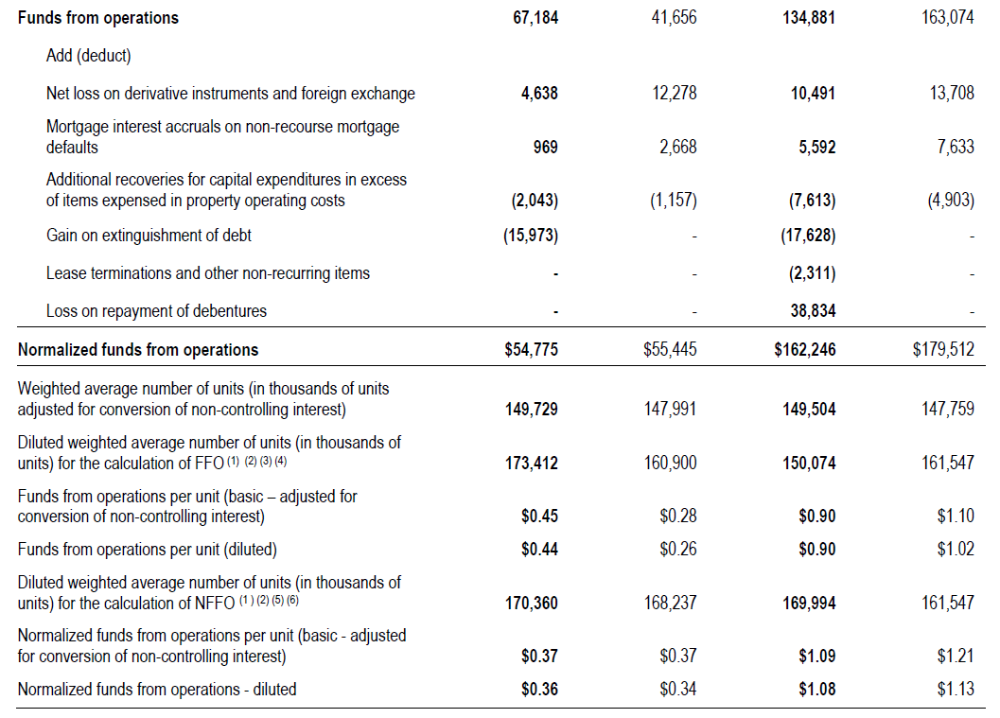 Funds from operations 67,184 41,656 134,881 163,074
Add (deduct)
Net loss on derivative instruments and foreign exchange 4,638 12,278 10,491 13,708
Mortgage interest accruals on non-recourse mortgage
defaults 969 2,668 5,592 7,633
Additional recoveries for capital expenditures in excess
of items expensed in property operating costs (2,043) (1,157) (7,613) (4,903)
Gain on extinguishment of debt (15,973) - (17,628) -
Lease terminations and other non-recurring items - - (2,311) -
Loss on repayment of debentures - - 38,834 -
Normalized funds from operations $54,775 $55,445 $162,246 $179,512
Weighted average number of units (in thousands of units
adjusted for conversion of non-controlling interest) 149,729 147,991 149,504 147,759
Diluted weighted average number of units (in thousands of
units) for the calculation of FFO (1) (2) (3) (4) 173,412 160,900 150,074 161,547
Funds from operations per unit (basic – adjusted for
conversion of non-controlling interest) $0.45 $0.28 $0.90 $1.10
Funds from operations per unit (diluted) $0.44 $0.26 $0.90 $1.02
Diluted weighted average number of units (in thousands of
units) for the calculation of NFFO (1 ) (2) (5) (6) 170,360 168,237 169,994 161,547
Normalized funds from operations per unit (basic - adjusted
for conversion of non-controlling interest) $0.37 $0.37 $1.09 $1.21
Normalized funds from operations - diluted $0.36 $0.34 $1.08 $1.13